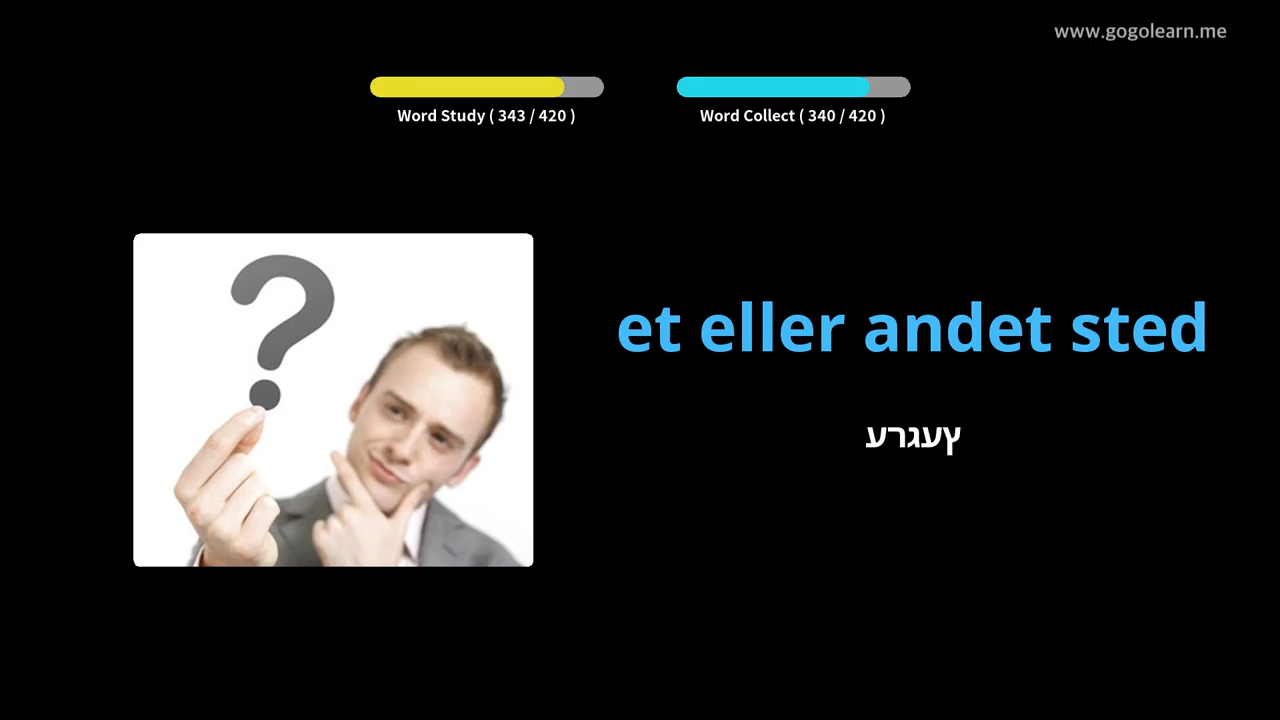 www.gogolearn.me
Word Study ( 343 / 420 )
Word Collect ( 340 / 420 )
et eller andet sted
ץעגרע